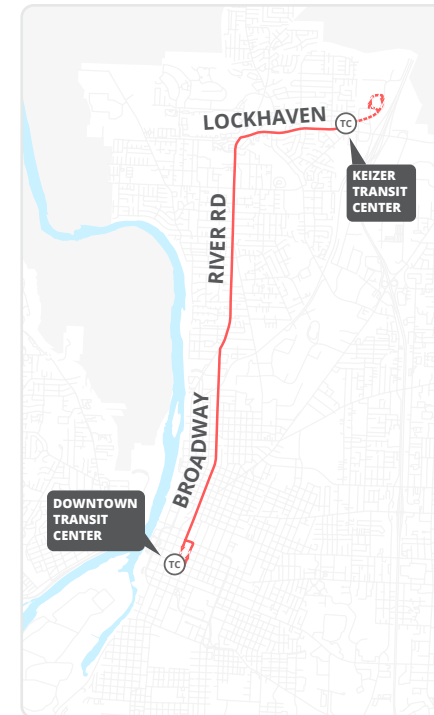 LOCKHAVEN
TC
KEIZER
TRANSIT
CENTER
RIVER RD
BROADWAY
DOWNTOWN
TRANSIT
CENTER
TC